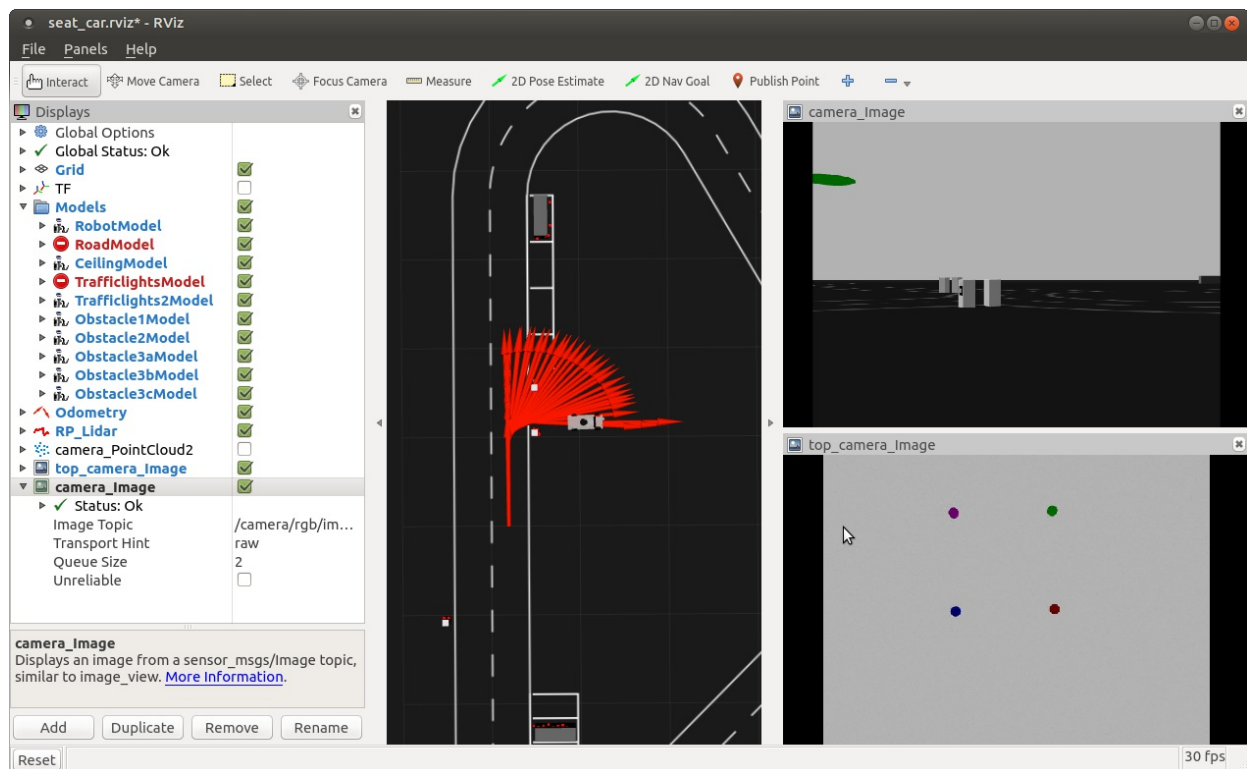 seat_car.rviz* - RViz
File Panels Help
Interact Move Camera Select Focus Camera Measure 2D Pose Estimate 2D Nav Goal Publish Point
Displays
Global Options
Global Status: Ok
Grid
TF
Models
RobotModel
RoadModel
CeilingModel
TrafficlightsModel
Trafficlights2Model
Obstacle1Model
Obstacle2Model
Obstacle3aModel
Obstacle3bModel
Obstacle3cModel
Odometry
RP_Lidar
camera_PointCloud2
top_camera_Image
camera_Image
Status: Ok
Image Topic /camera/rgb/im...
Transport Hint raw
Queue Size 2
Unreliable
camera_Image
Displays an image from a sensor_msgs/Image topic,
similar to image_view. More Information.
Add Duplicate Remove Rename
camera_Image
top_camera_Image
Reset 30 fps